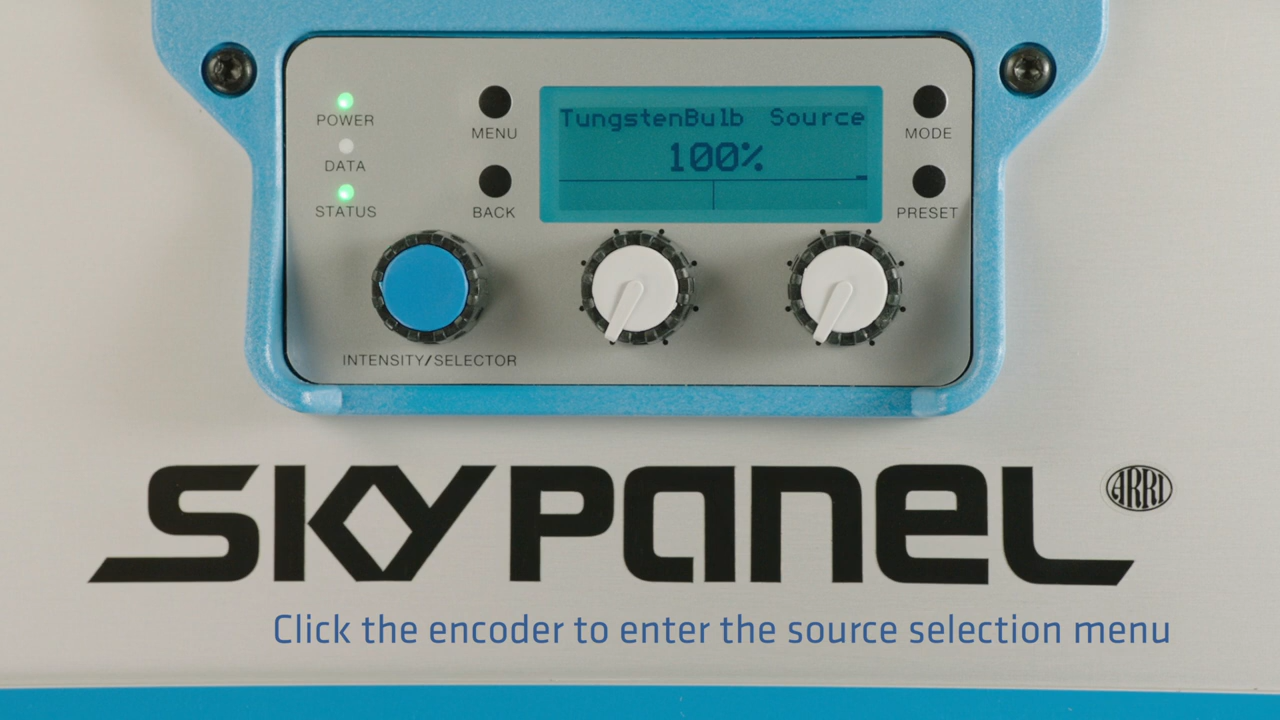 POWER
DATA
STATUS
MENU
BACK
TungstenBulb Source
100%
MODE
PRESET
INTENSITY/SELECTOR
SKYPANEL
ARRI
Click the encoder to enter the source selection menu